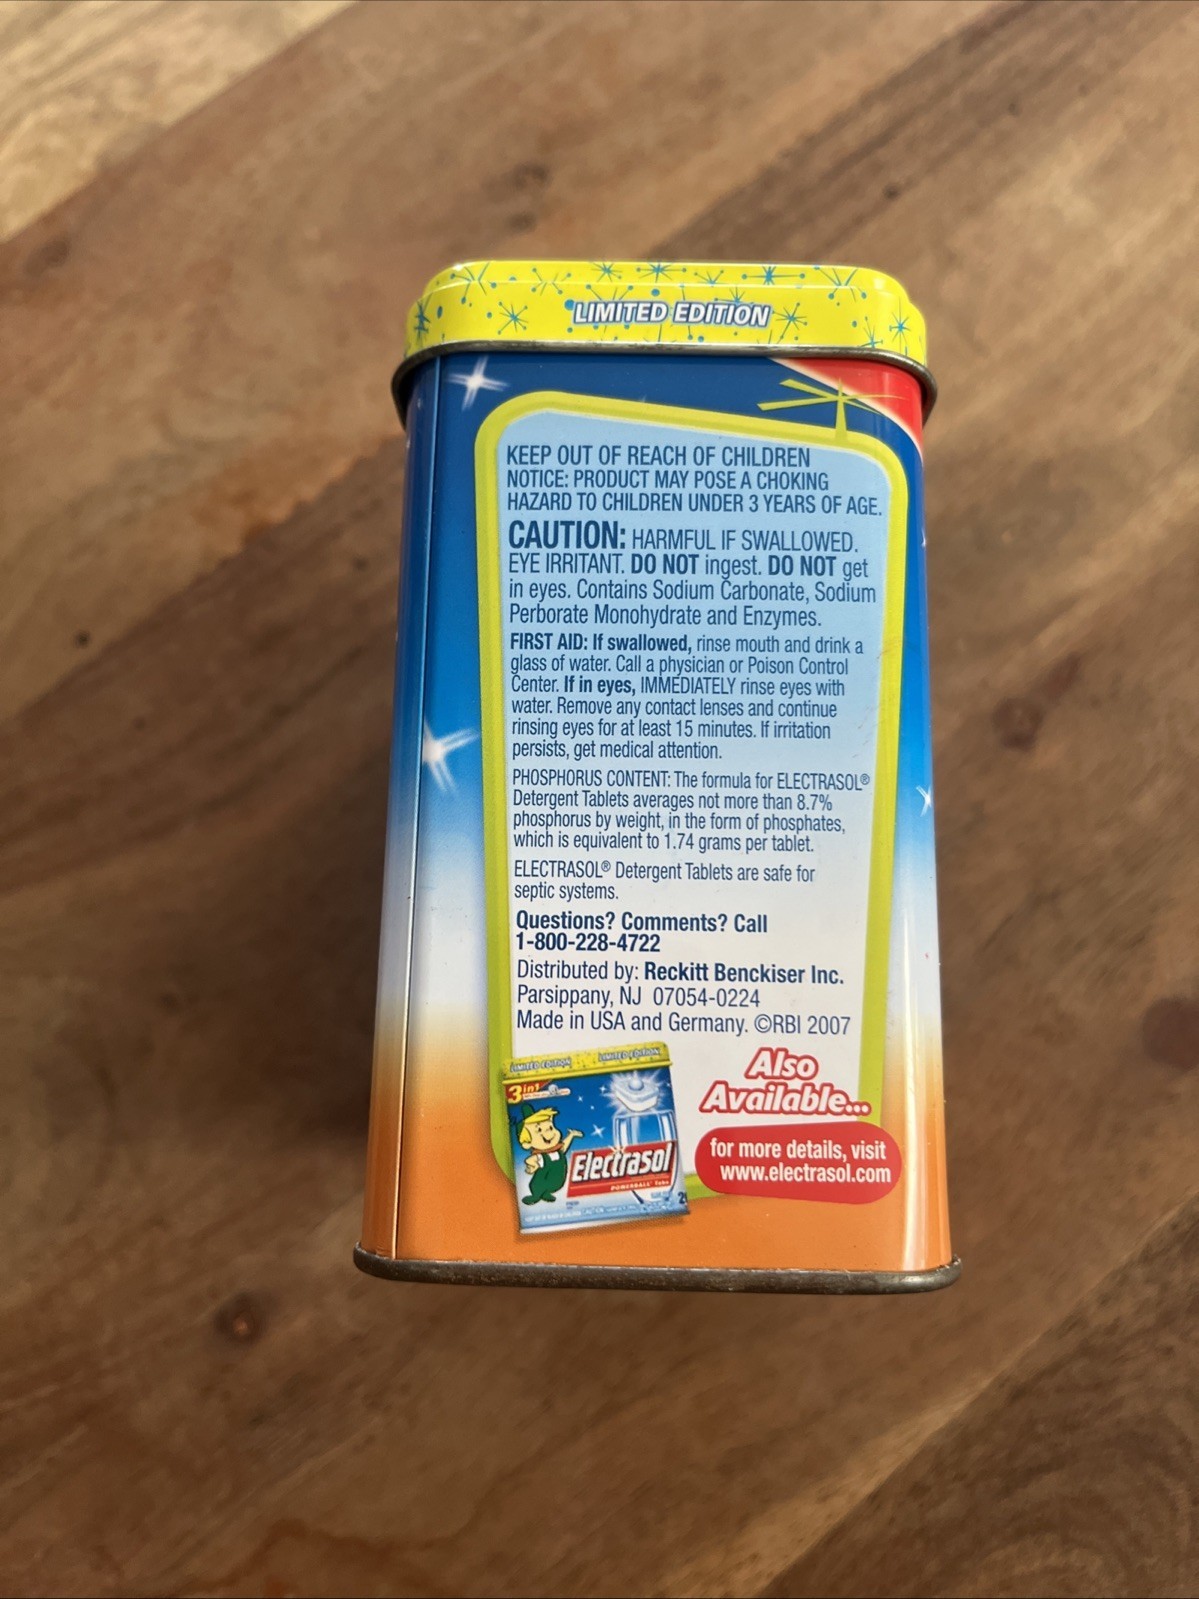 LIMITED EDITION
KEEP OUT OF REACH OF CHILDREN
NOTICE: PRODUCT MAY POSE A CHOKING
HAZARD TO CHILDREN UNDER 3 YEARS OF AGE.
CAUTION: HARMFUL IF SWALLOWED.
EYE IRRITANT. DO NOT ingest. DO NOT get
in eyes. Contains Sodium Carbonate, Sodium
Perborate Monohydrate and Enzymes.
FIRST AID: If swallowed, rinse mouth and drink a
glass of water. Call a physician or Poison Control
Center. If in eyes, IMMEDIATELY rinse eyes with
water. Remove any contact lenses and continue
rinsing eyes for at least 15 minutes. If irritation
persists, get medical attention.
PHOSPHORUS CONTENT: The formula for ELECTRASOL®
Detergent Tablets averages not more than 8.7%
phosphorus by weight, in the form of phosphates,
which is equivalent to 1.74 grams per tablet.
ELECTRASOL® Detergent Tablets are safe for
septic systems.
Questions? Comments? Call
1-800-228-4722
Distributed by: Reckitt Benckiser Inc.
Parsippany, NJ 07054-0224
Made in USA and Germany. ©RBI 2007
LIMITED EDITION LIMITED EDITION
3in1
Electrasol
POWERBALL® Tabs
Also
Available...
for more details, visit
www.electrasol.com